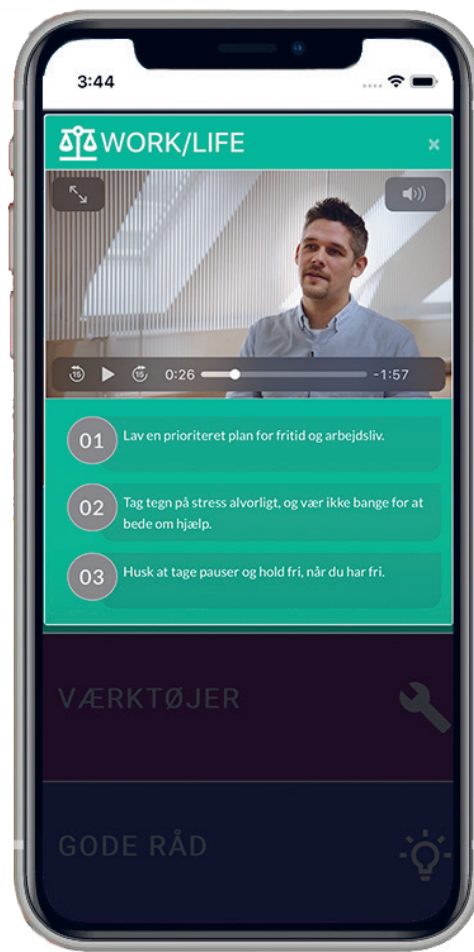 3:44
WORK/LIFE
×
15 15 0:26 -1:57
01 Lav en prioriteret plan for fritid og arbejdsliv.
02 Tag tegn på stress alvorligt, og vær ikke bange for at
bede om hjælp.
03 Husk at tage pauser og hold fri, når du har fri.
VÆRKTØJER
GODE RÅD